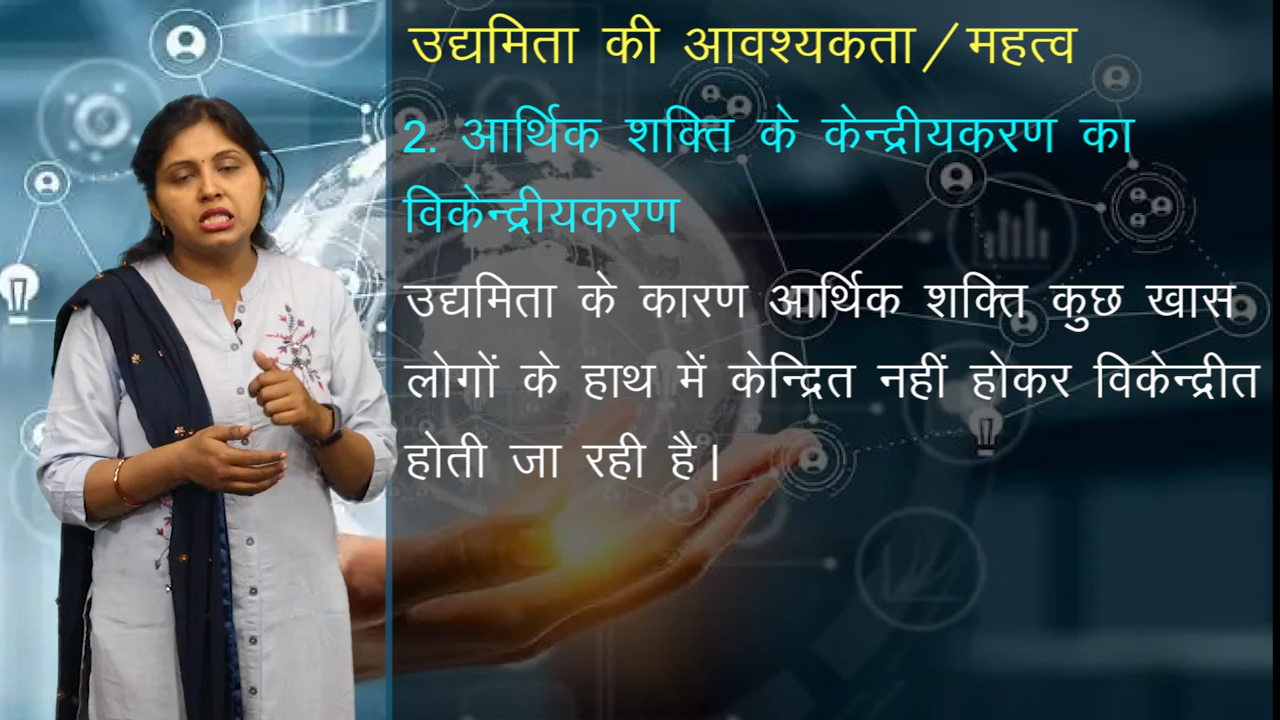 उद्यमिता की आवश्यकता/महत्व
2. आर्थिक शक्ति के केन्द्रीयकरण का
विकेन्द्रीयकरण
उद्यमिता के कारण आर्थिक शक्ति कुछ खास
लोगों के हाथ में केन्द्रित नहीं होकर विकेन्द्रीत
होती जा रही है।